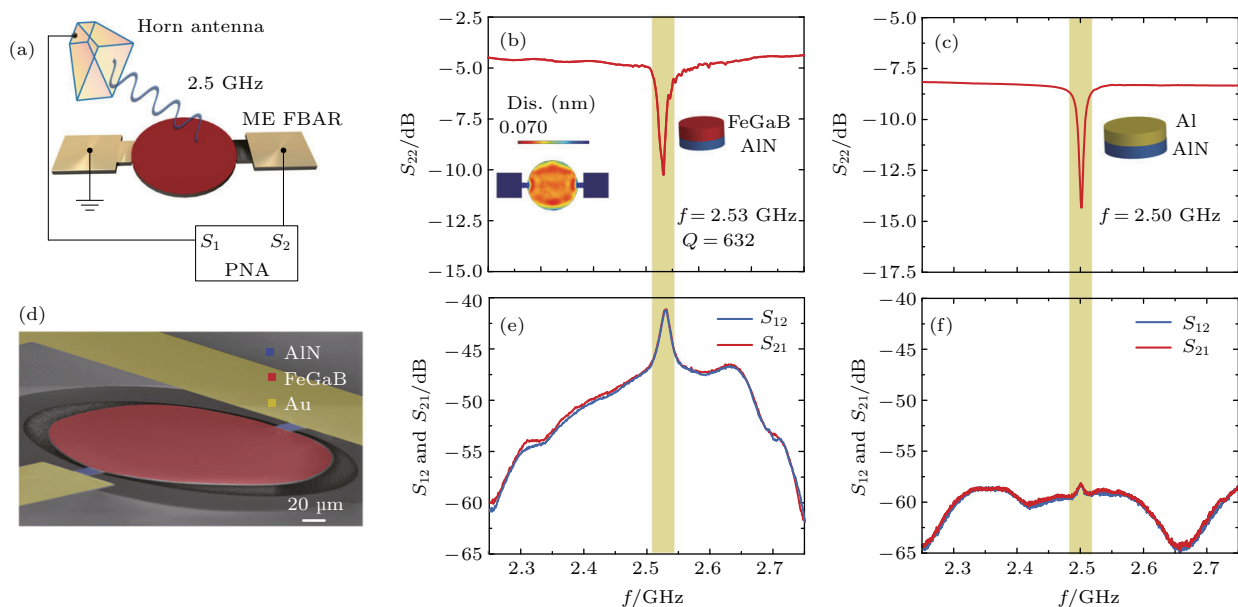 (a)
Horn antenna
2.5 GHz
ME FBAR
S1 S2
PNA
(b)
S22/dB
−2.5
−5.0
−7.5
−10.0
−12.5
−15.0
Dis. (nm)
0.070
FeGaB
AlN
f = 2.53 GHz
Q = 632
(c)
S22/dB
−5.0
−7.5
−10.0
−12.5
−15.0
−17.5
Al
AlN
f = 2.50 GHz
(d)
AlN
FeGaB
Au
20 µm
(e)
S12 and S21/dB
−40
−45
−50
−55
−60
−65
S12
S21
2.3 2.4 2.5 2.6 2.7
f/GHz
(f)
S12 and S21/dB
−40
−45
−50
−55
−60
−65
S12
S21
2.3 2.4 2.5 2.6 2.7
f/GHz